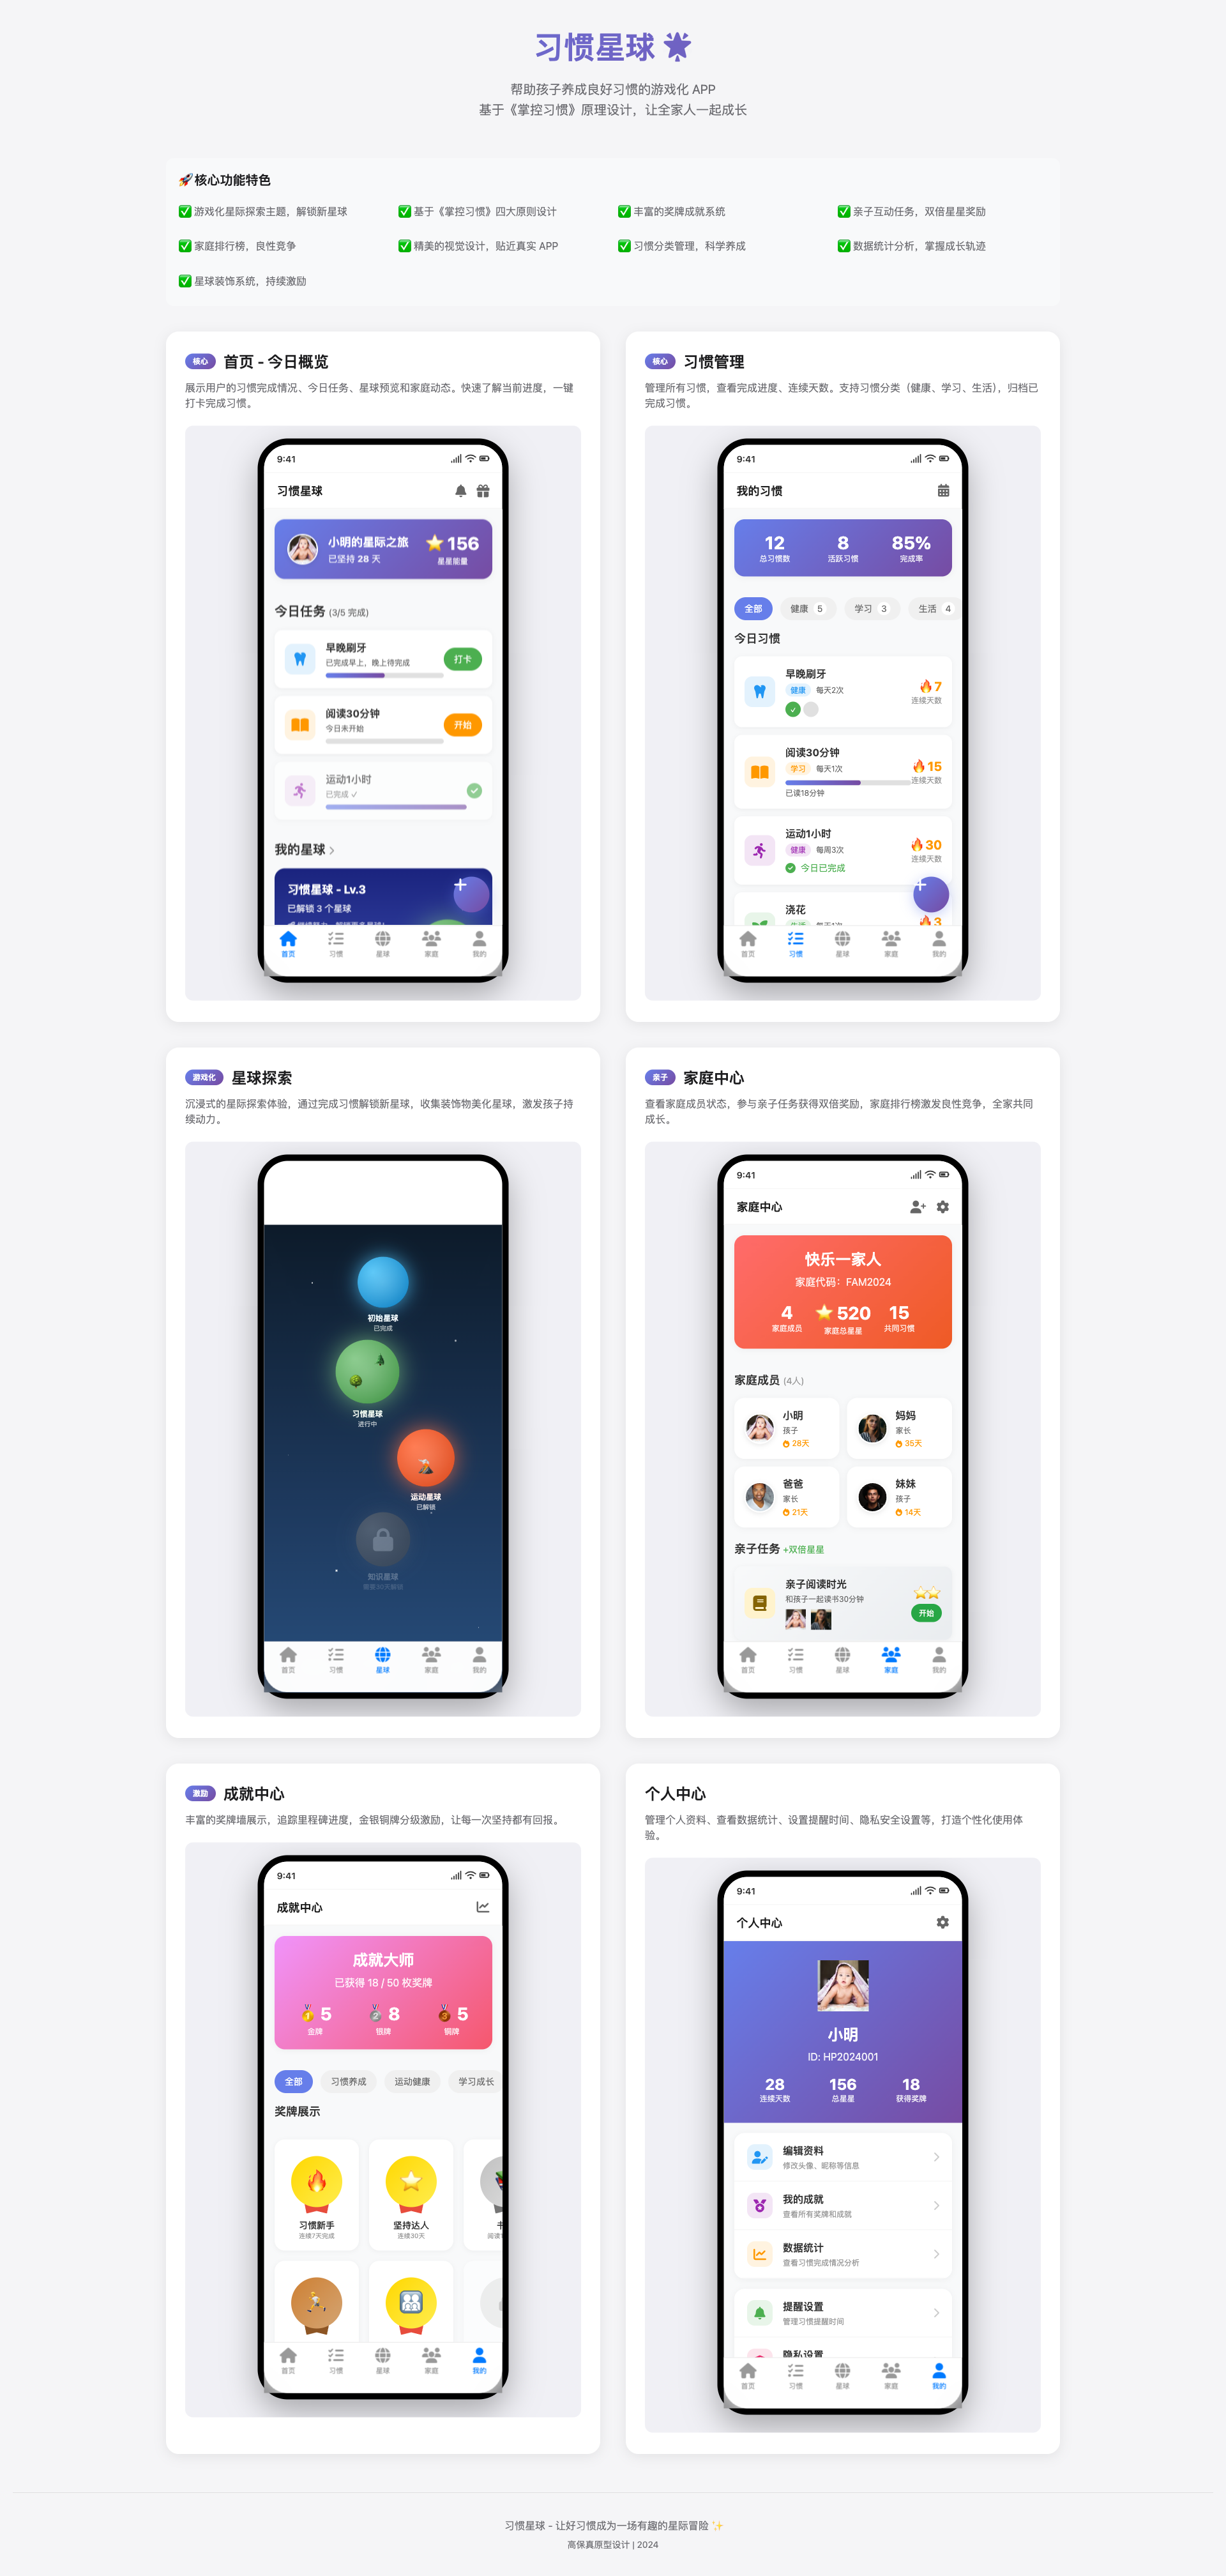 习惯星球 🌟
帮助孩子养成良好习惯的游戏化 APP
基于《掌控习惯》原理设计，让全家人一起成长
🚀核心功能特色
✅ 游戏化星际探索主题，解锁新星球
✅ 基于《掌控习惯》四大原则设计
✅ 丰富的奖牌成就系统
✅ 亲子互动任务，双倍星星奖励
✅ 家庭排行榜，良性竞争
✅ 精美的视觉设计，贴近真实 APP
✅ 习惯分类管理，科学养成
✅ 数据统计分析，掌握成长轨迹
✅ 星球装饰系统，持续激励
核心 首页 - 今日概览
展示用户的习惯完成情况、今日任务、星球预览和家庭动态。快速了解当前进度，一键
打卡完成习惯。
9:41
习惯星球
小明的星际之旅
已坚持 28 天
⭐ 156
星星能量
今日任务 (3/5 完成)
早晚刷牙
已完成早上，晚上待完成
打卡
阅读30分钟
今日未开始
开始
运动1小时
已完成 ✓
我的星球
习惯星球 - Lv.3
已解锁 3 个星球
首页 习惯 星球 家庭 我的
核心 习惯管理
管理所有习惯，查看完成进度、连续天数。支持习惯分类（健康、学习、生活），归档已
完成习惯。
9:41
我的习惯
12 8 85%
总习惯数 活跃习惯 完成率
全部 健康 5 学习 3 生活 4
今日习惯
早晚刷牙
健康 每天2次
🔥7
连续天数
阅读30分钟
学习 每天1次
已读18分钟
🔥15
连续天数
运动1小时
健康 每周3次
今日已完成
🔥30
连续天数
浇花
🔥3
首页 习惯 星球 家庭 我的
游戏化 星球探索
沉浸式的星际探索体验，通过完成习惯解锁新星球，收集装饰物美化星球，激发孩子持
续动力。
初始星球
已完成
习惯星球
进行中
运动星球
已解锁
知识星球
需要30天解锁
首页 习惯 星球 家庭 我的
亲子 家庭中心
查看家庭成员状态，参与亲子任务获得双倍奖励，家庭排行榜激发良性竞争，全家共同
成长。
9:41
家庭中心
快乐一家人
家庭代码：FAM2024
4 ⭐ 520 15
家庭成员 家庭总星星 共同习惯
家庭成员 (4人)
小明
孩子
28天
妈妈
家长
35天
爸爸
家长
21天
妹妹
孩子
14天
亲子任务 +双倍星星
亲子阅读时光
和孩子一起读书30分钟
⭐⭐
开始
首页 习惯 星球 家庭 我的
激励 成就中心
丰富的奖牌墙展示，追踪里程碑进度，金银铜牌分级激励，让每一次坚持都有回报。
9:41
成就中心
成就大师
已获得 18 / 50 枚奖牌
🥇 5 🥈 8 🥉 5
金牌 银牌 铜牌
全部 习惯养成 运动健康 学习成长
奖牌展示
习惯新手
连续7天完成
坚持达人
连续30天
阅读
首页 习惯 星球 家庭 我的
个人中心
管理个人资料、查看数据统计、设置提醒时间、隐私安全设置等，打造个性化使用体
验。
9:41
个人中心
小明
ID: HP2024001
28 156 18
连续天数 总星星 获得奖牌
编辑资料
修改头像、昵称等信息
我的成就
查看所有奖牌和成就
数据统计
查看习惯完成情况分析
提醒设置
管理习惯提醒时间
隐私设置
首页 习惯 星球 家庭 我的
习惯星球 - 让好习惯成为一场有趣的星际冒险 ✨
高保真原型设计 | 2024